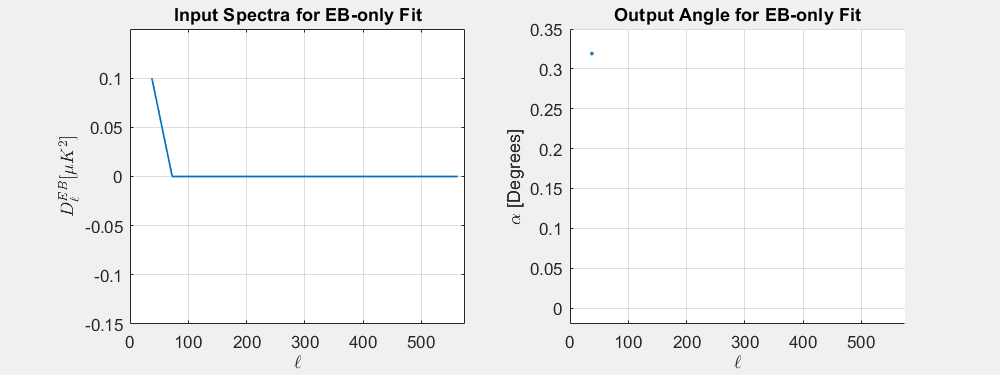 Input Spectra for EB-only Fit
0.1
0.05
0
-0.05
-0.1
-0.15
D_ℓ^{EB}[μK^2]
0 100 200 300 400 500
ℓ
Output Angle for EB-only Fit
0.35
0.3
0.25
0.2
0.15
0.1
0.05
0
α [Degrees]
0 100 200 300 400 500
ℓ